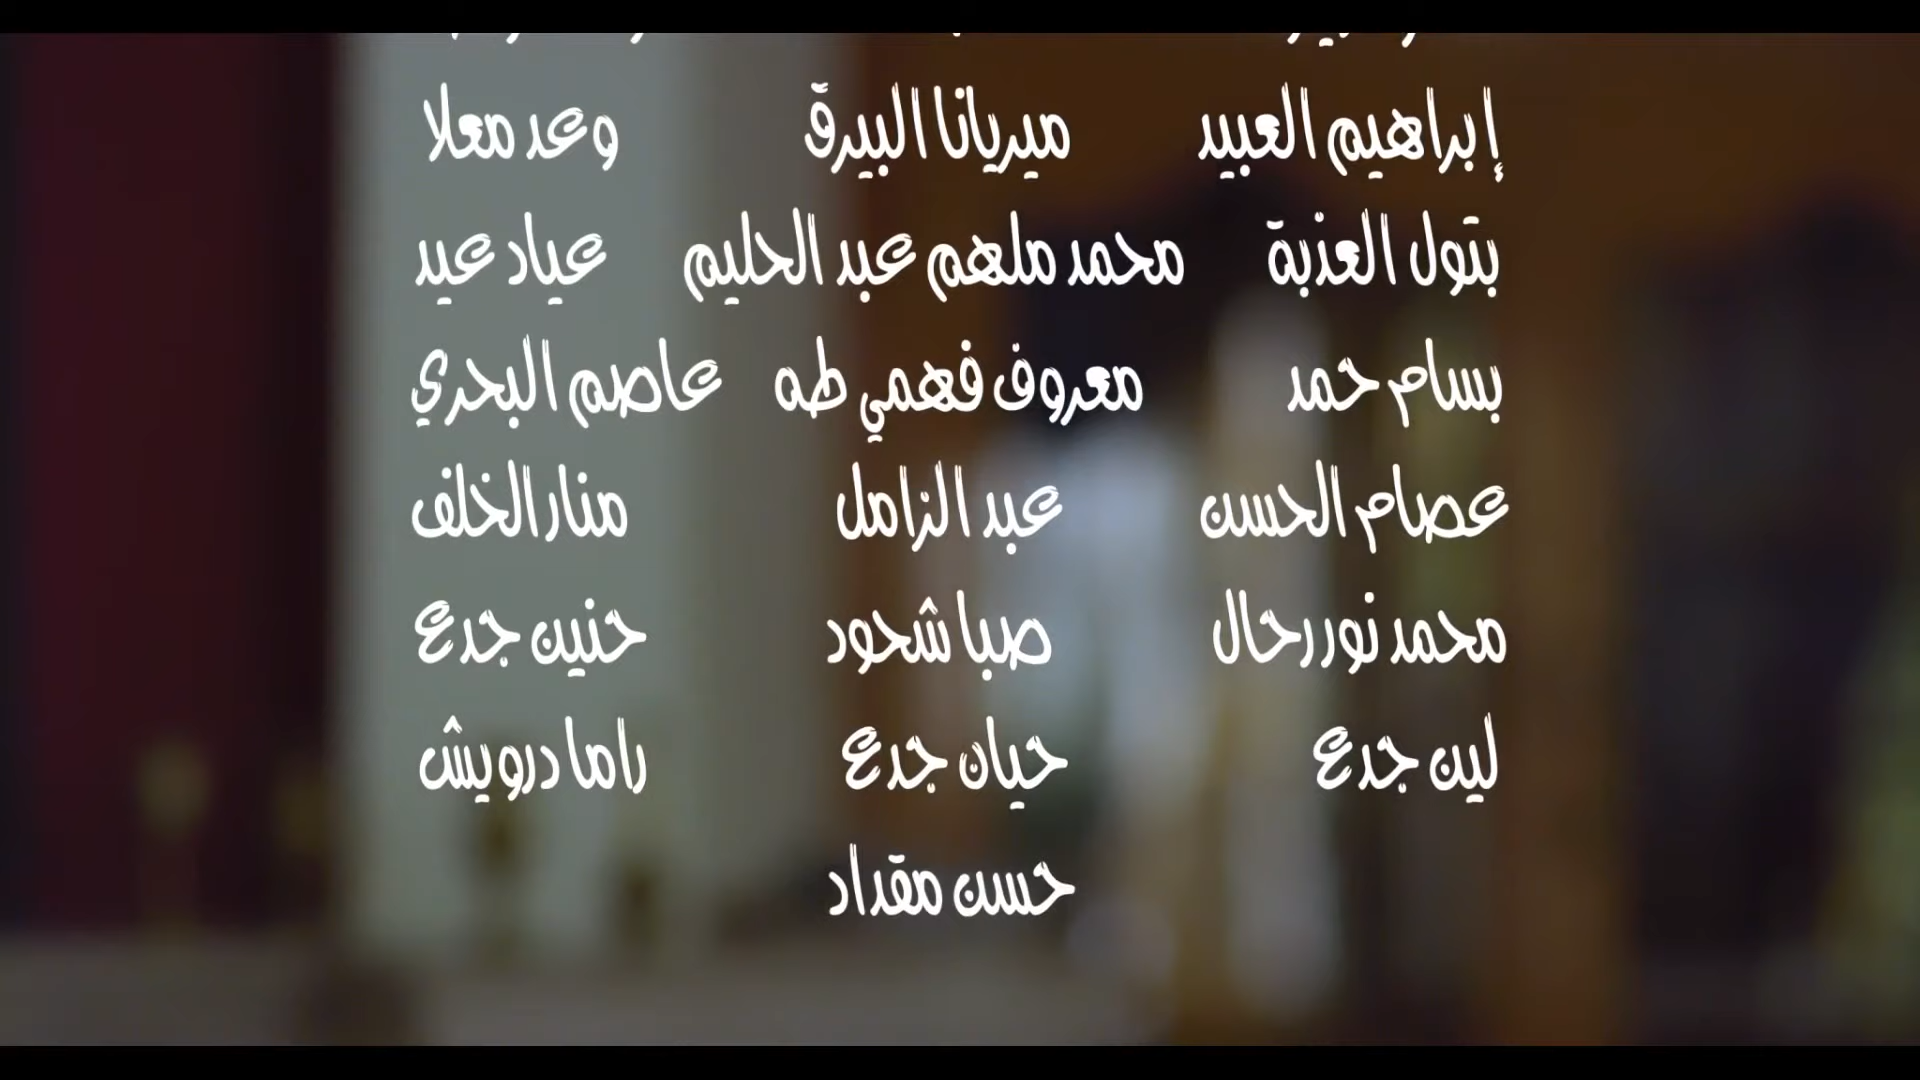 إبراهيم العبيد ميريانا البيرق وعد معلا
بتول العذبة محمد ملهم عبد الحليم عياد عيد
بسام حمد معروف فهمي طه عاصم البحري
عصام الحسن عبد الزامل منار الخلف
محمد نور رحال صبا شحود حنين جدع
لين جدع حيان جدع راما درويش
حسن مقداد